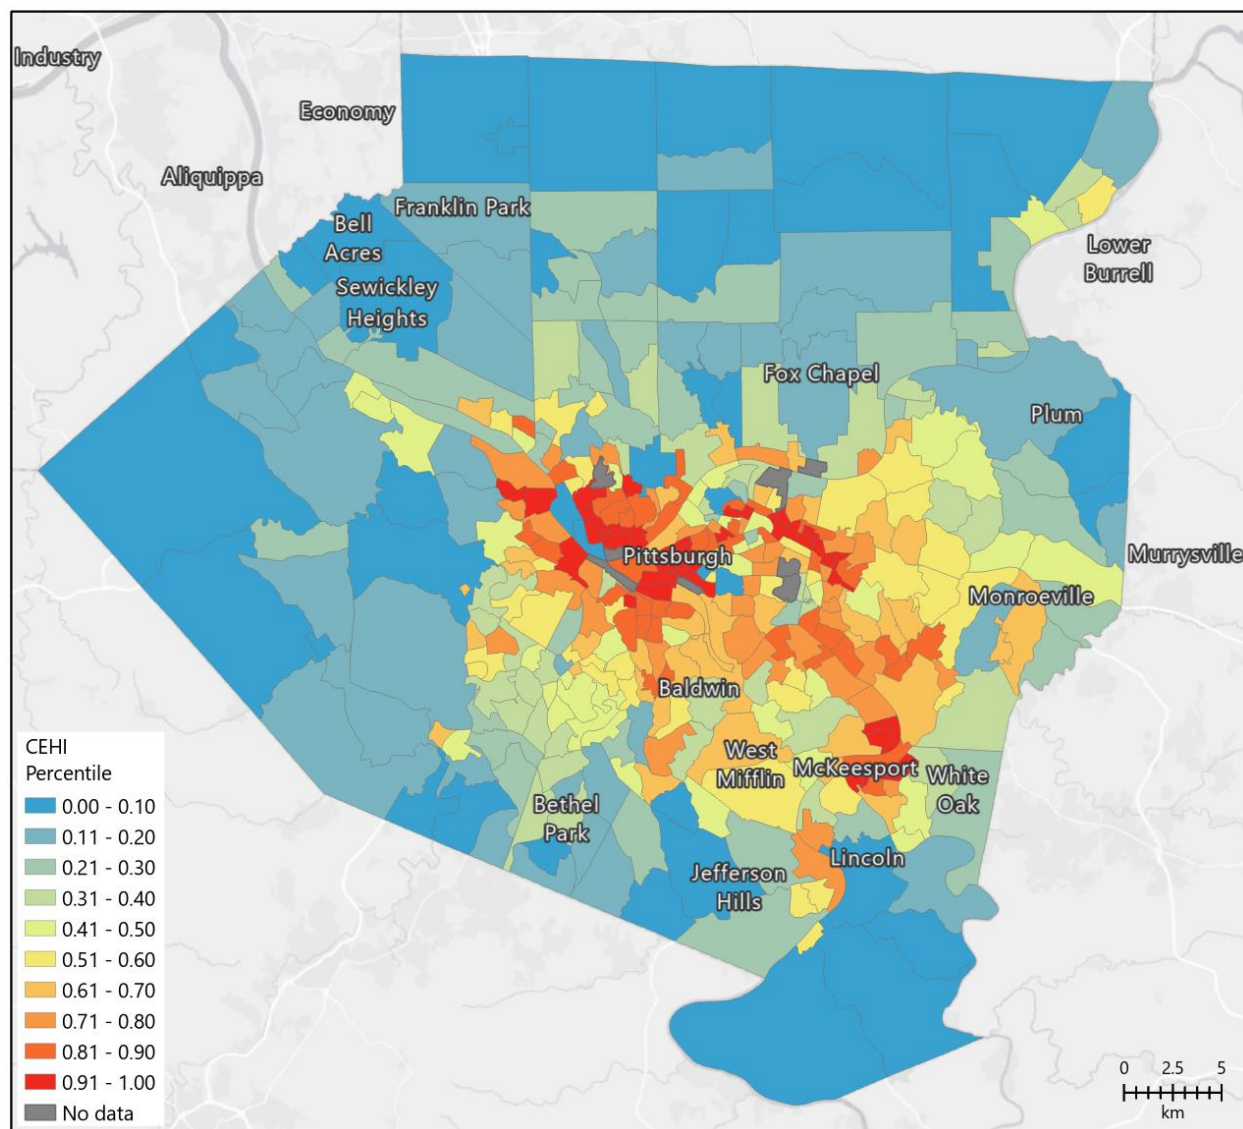 Industry
Economy
Aliquippa
Franklin Park
Bell
Acres
Lower
Burrell
Sewickley
Heights
Fox Chapel
Plum
Pittsburgh
Murrysville
Monroeville
Baldwin
West
Mifflin
McKeesport
White
Oak
Bethel
Park
Lincoln
Jefferson
Hills
CEHI
Percentile
0.00 - 0.10
0.11 - 0.20
0.21 - 0.30
0.31 - 0.40
0.41 - 0.50
0.51 - 0.60
0.61 - 0.70
0.71 - 0.80
0.81 - 0.90
0.91 - 1.00
No data
0 2.5 5
km